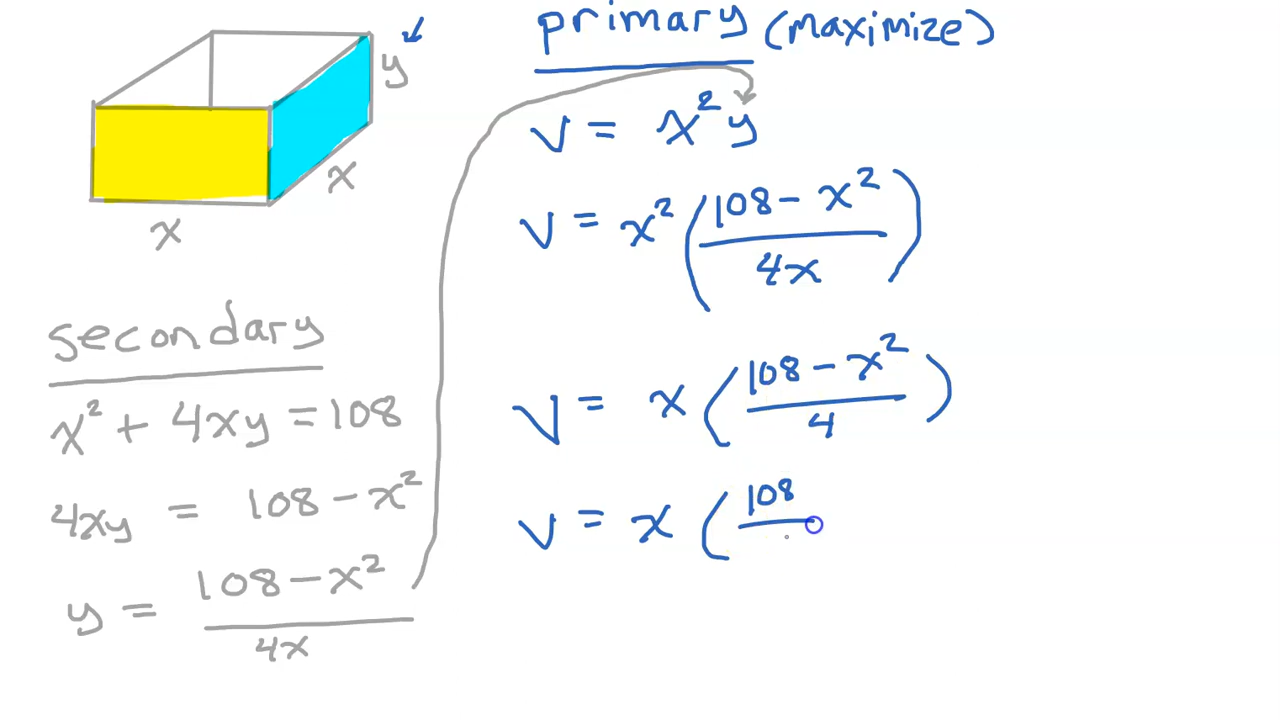 y
x
x
secondary
x² + 4xy = 108
4xy = 108 - x²
y = (108 - x²)/4x
primary (maximize)
V = x²y
V = x² ((108 - x²)/4x)
V = x ((108 - x²)/4)
V = x (108/